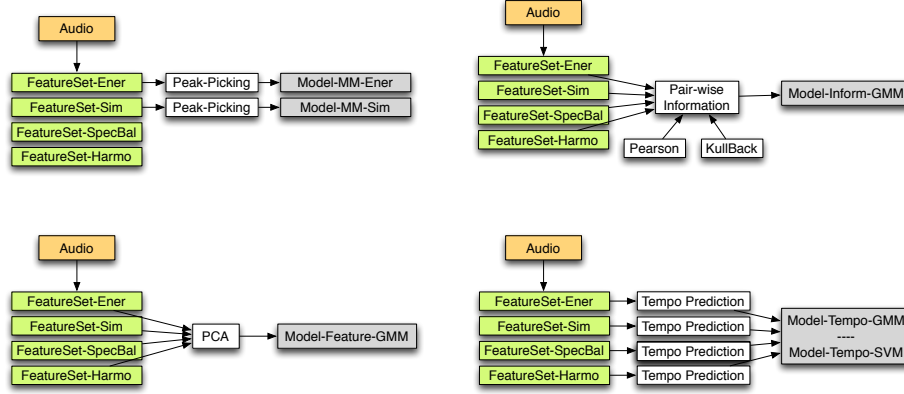 Audio
FeatureSet-Ener
Peak-Picking
Model-MM-Ener
FeatureSet-Sim
Peak-Picking
Model-MM-Sim
FeatureSet-SpecBal
FeatureSet-Harmo
Audio
FeatureSet-Ener
FeatureSet-Sim
FeatureSet-SpecBal
FeatureSet-Harmo
Pair-wise
Information
Model-Inform-GMM
Pearson
KullBack
Audio
FeatureSet-Ener
FeatureSet-Sim
FeatureSet-SpecBal
FeatureSet-Harmo
PCA
Model-Feature-GMM
Audio
FeatureSet-Ener
Tempo Prediction
FeatureSet-Sim
Tempo Prediction
FeatureSet-SpecBal
Tempo Prediction
FeatureSet-Harmo
Tempo Prediction
Model-Tempo-GMM
----
Model-Tempo-SVM